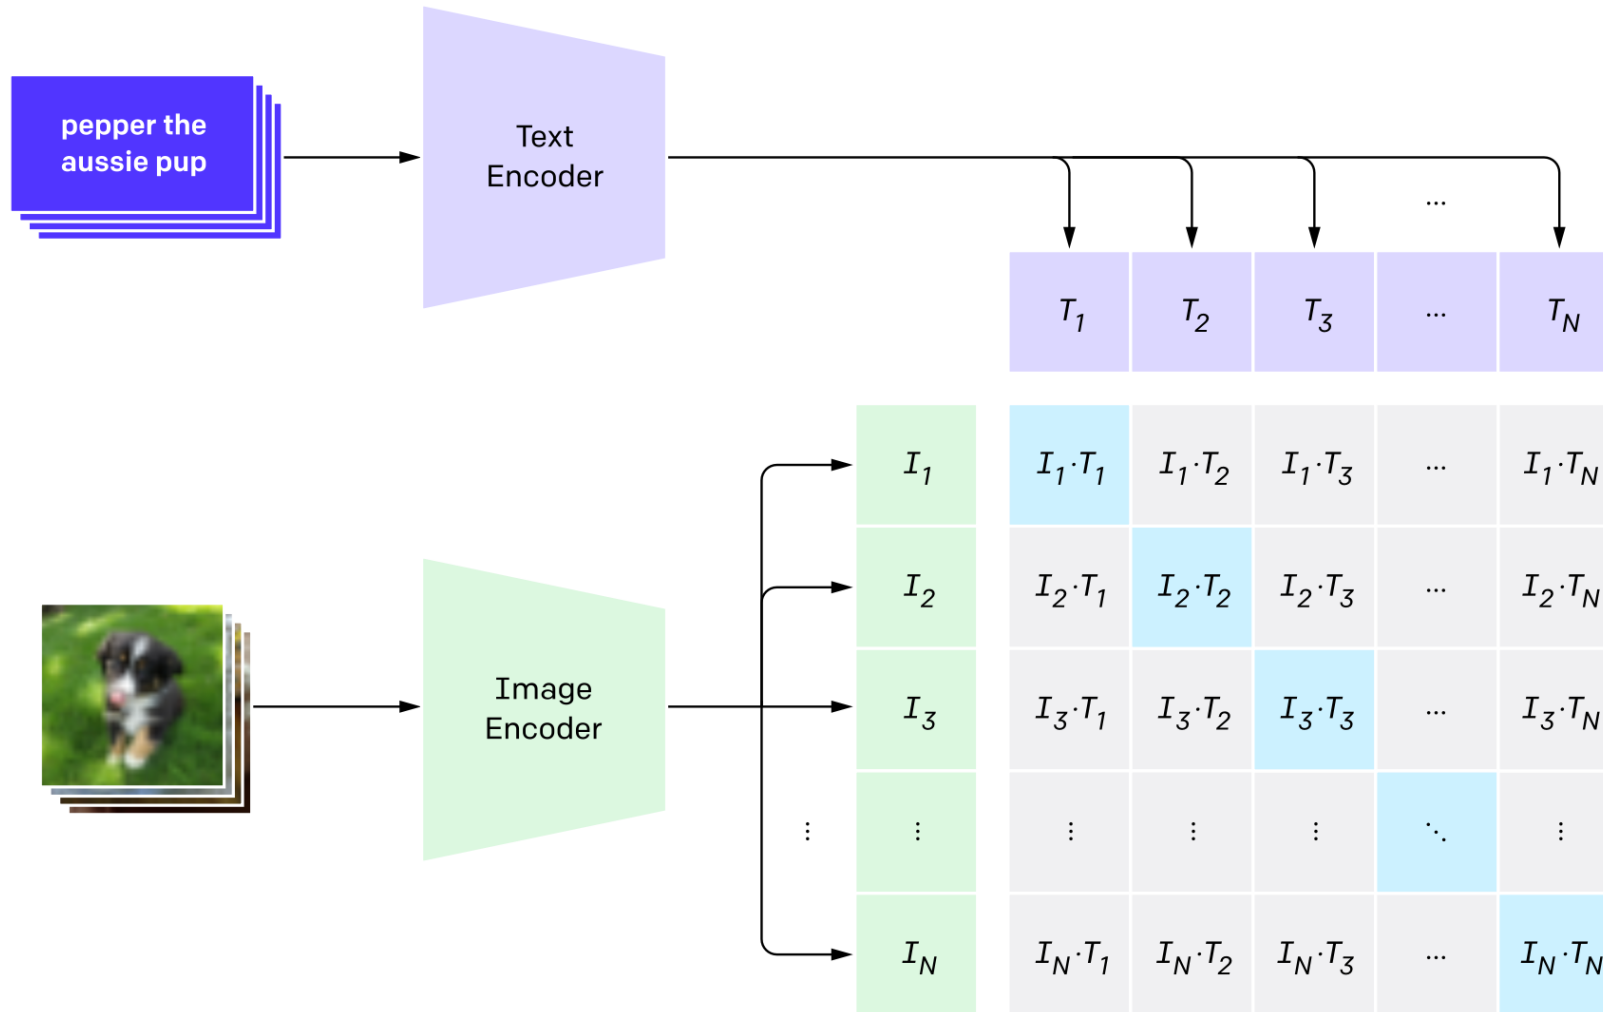 pepper the
aussie pup
Text
Encoder
...
T1 T2 T3 ... TN
I1 I1·T1 I1·T2 I1·T3 ... I1·TN
I2 I2·T1 I2·T2 I2·T3 ... I2·TN
Image
Encoder
I3 I3·T1 I3·T2 I3·T3 ... I3·TN
⋮ ⋮ ⋮ ⋮ ⋮ ⋱ ⋮
IN IN·T1 IN·T2 IN·T3 ... IN·TN